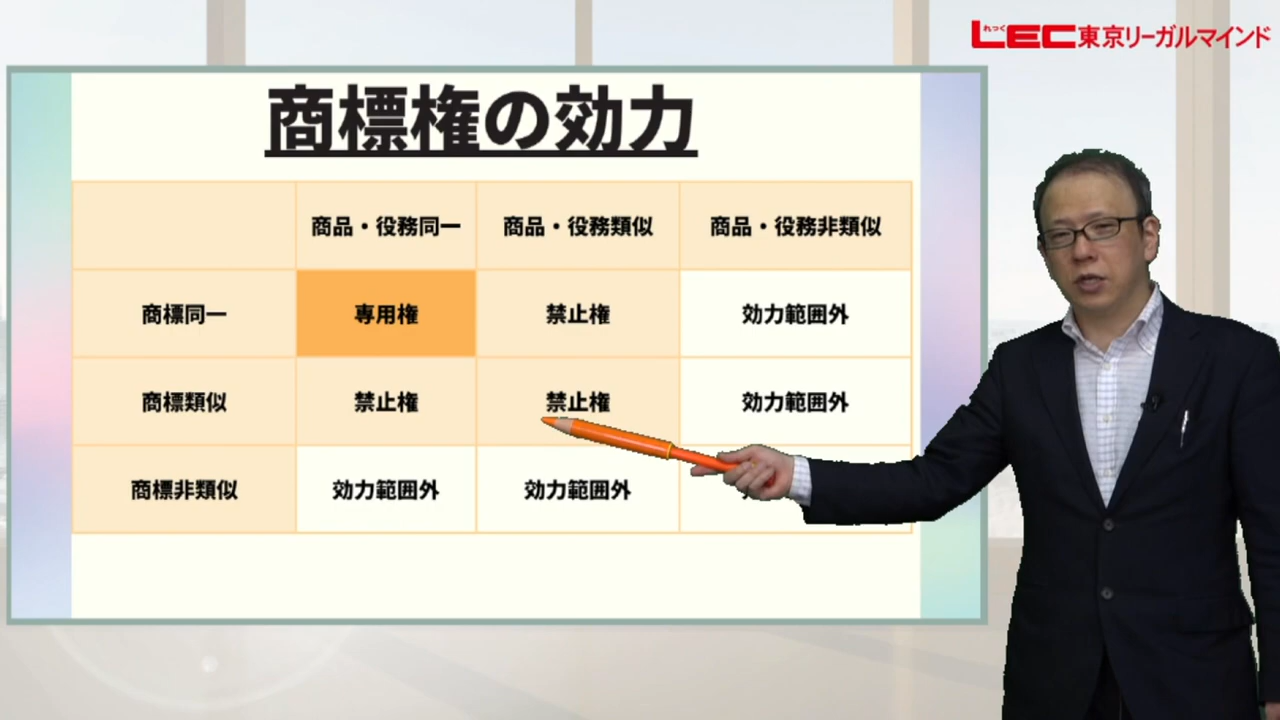 れっく
LEC東京リーガルマインド
商標権の効力
商品・役務同一 商品・役務類似 商品・役務非類似
商標同一 専用権 禁止権 効力範囲外
商標類似 禁止権 禁止権 効力範囲外
商標非類似 効力範囲外 効力範囲外